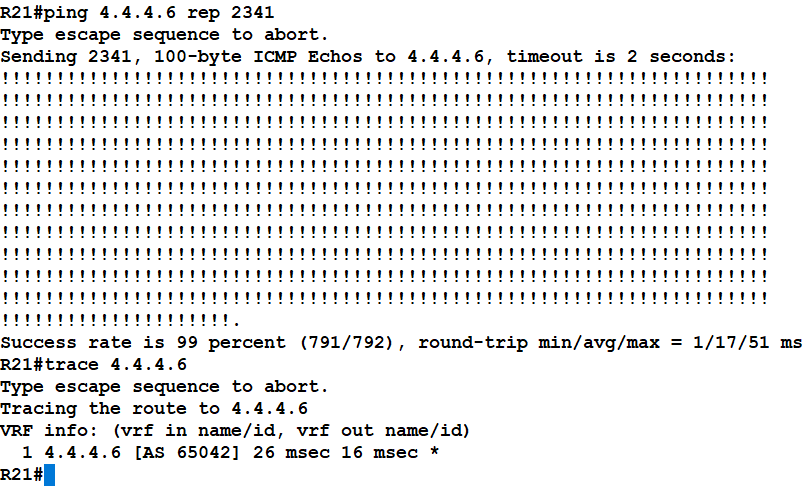 R21#ping 4.4.4.6 rep 2341
Type escape sequence to abort.
Sending 2341, 100-byte ICMP Echos to 4.4.4.6, timeout is 2 seconds:
!!!!!!!!!!!!!!!!!!!!!!!!!!!!!!!!!!!!!!!!!!!!!!!!!!!!!!!!!!!!!!!!!!!!!!
!!!!!!!!!!!!!!!!!!!!!!!!!!!!!!!!!!!!!!!!!!!!!!!!!!!!!!!!!!!!!!!!!!!!!!
!!!!!!!!!!!!!!!!!!!!!!!!!!!!!!!!!!!!!!!!!!!!!!!!!!!!!!!!!!!!!!!!!!!!!!
!!!!!!!!!!!!!!!!!!!!!!!!!!!!!!!!!!!!!!!!!!!!!!!!!!!!!!!!!!!!!!!!!!!!!!
!!!!!!!!!!!!!!!!!!!!!!!!!!!!!!!!!!!!!!!!!!!!!!!!!!!!!!!!!!!!!!!!!!!!!!
!!!!!!!!!!!!!!!!!!!!!!!!!!!!!!!!!!!!!!!!!!!!!!!!!!!!!!!!!!!!!!!!!!!!!!
!!!!!!!!!!!!!!!!!!!!!!!!!!!!!!!!!!!!!!!!!!!!!!!!!!!!!!!!!!!!!!!!!!!!!!
!!!!!!!!!!!!!!!!!!!!!!!!!!!!!!!!!!!!!!!!!!!!!!!!!!!!!!!!!!!!!!!!!!!!!!
!!!!!!!!!!!!!!!!!!!!!!!!!!!!!!!!!!!!!!!!!!!!!!!!!!!!!!!!!!!!!!!!!!!!!!
!!!!!!!!!!!!!!!!!!!!!!!!!!!!!!!!!!!!!!!!!!!!!!!!!!!!!!!!!!!!!!!!!!!!!!
!!!!!!!!!!!!!!!!!!!!!!!!!!!!!!!!!!!!!!!!!!!!!!!!!!!!!!!!!!!!!!!!!!!!!!
!!!!!!!!!!!!!!!!!!!!!.
Success rate is 99 percent (791/792), round-trip min/avg/max = 1/17/51 ms
R21#trace 4.4.4.6
Type escape sequence to abort.
Tracing the route to 4.4.4.6
VRF info: (vrf in name/id, vrf out name/id)
  1 4.4.4.6 [AS 65042] 26 msec 16 msec *
R21#